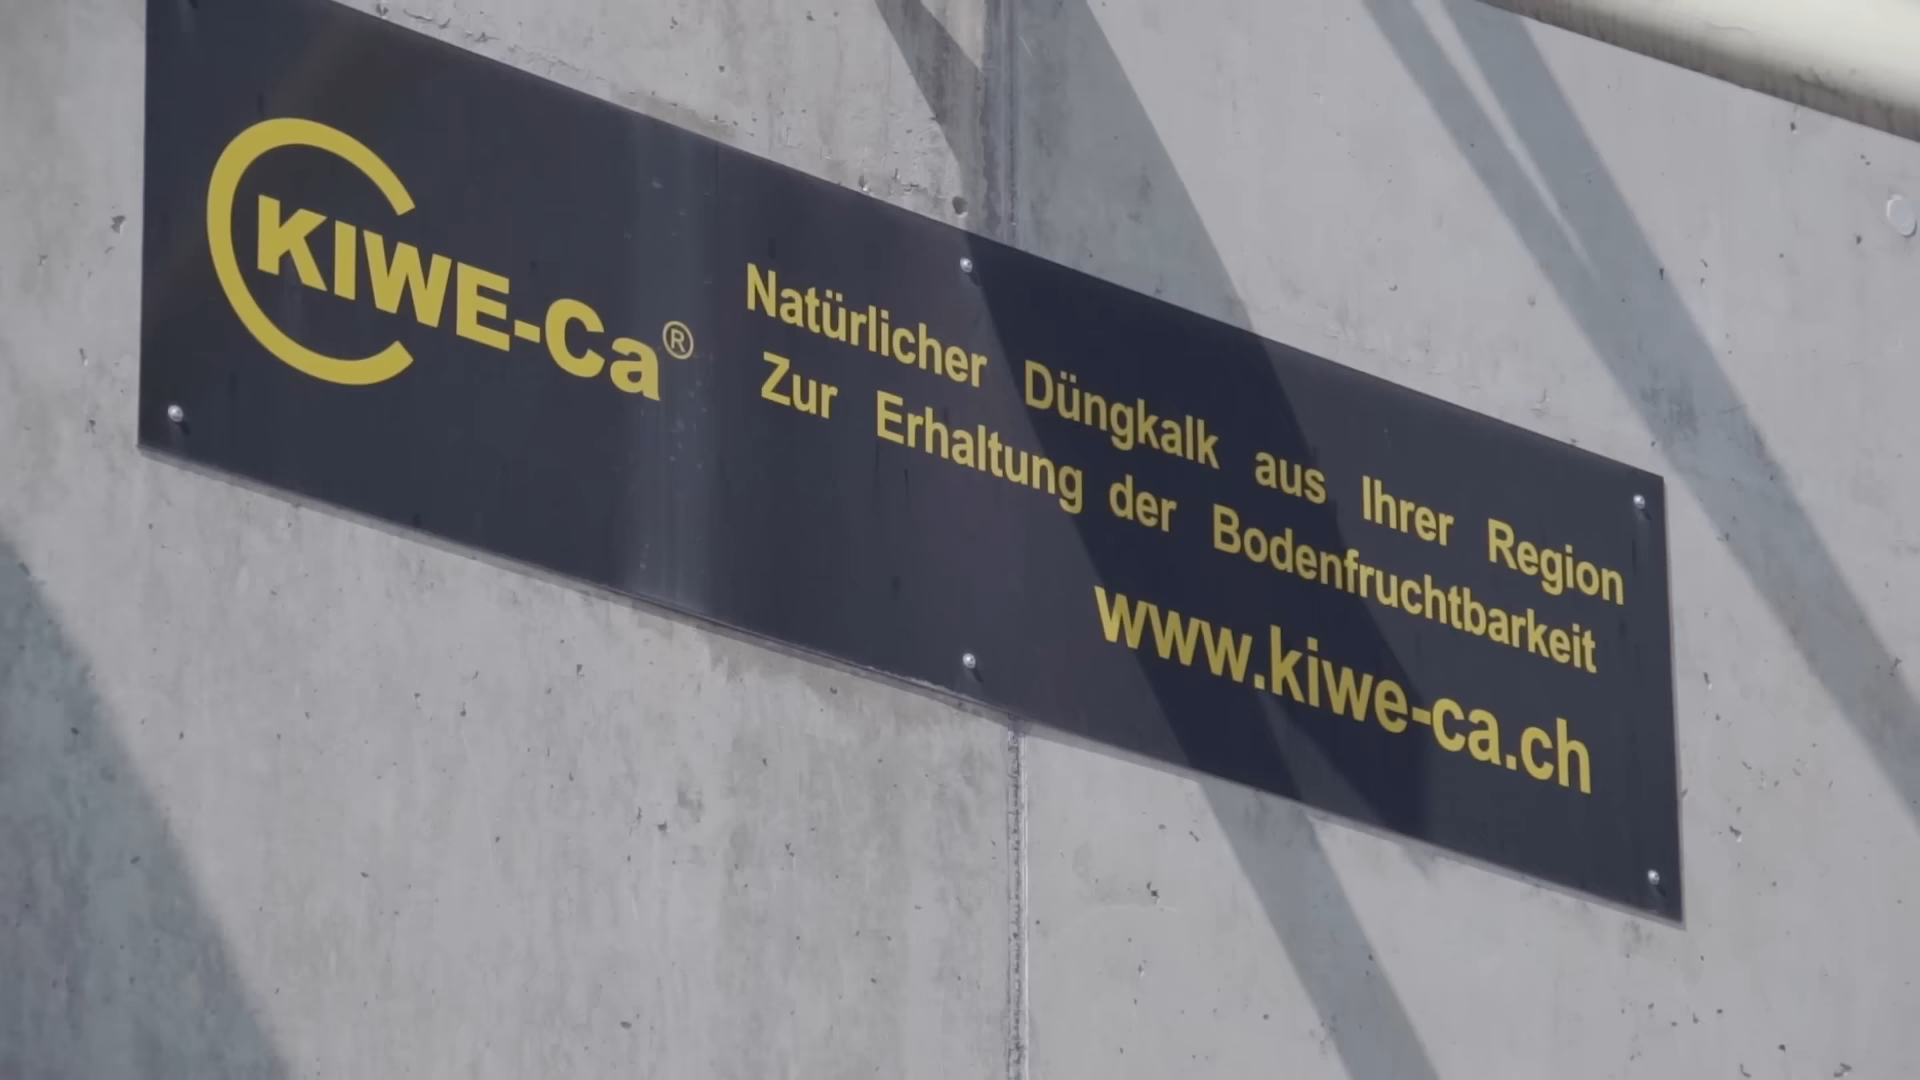 KIWE-Ca®
Natürlicher Düngkalk aus Ihrer Region
Zur Erhaltung der Bodenfruchtbarkeit
www.kiwe-ca.ch